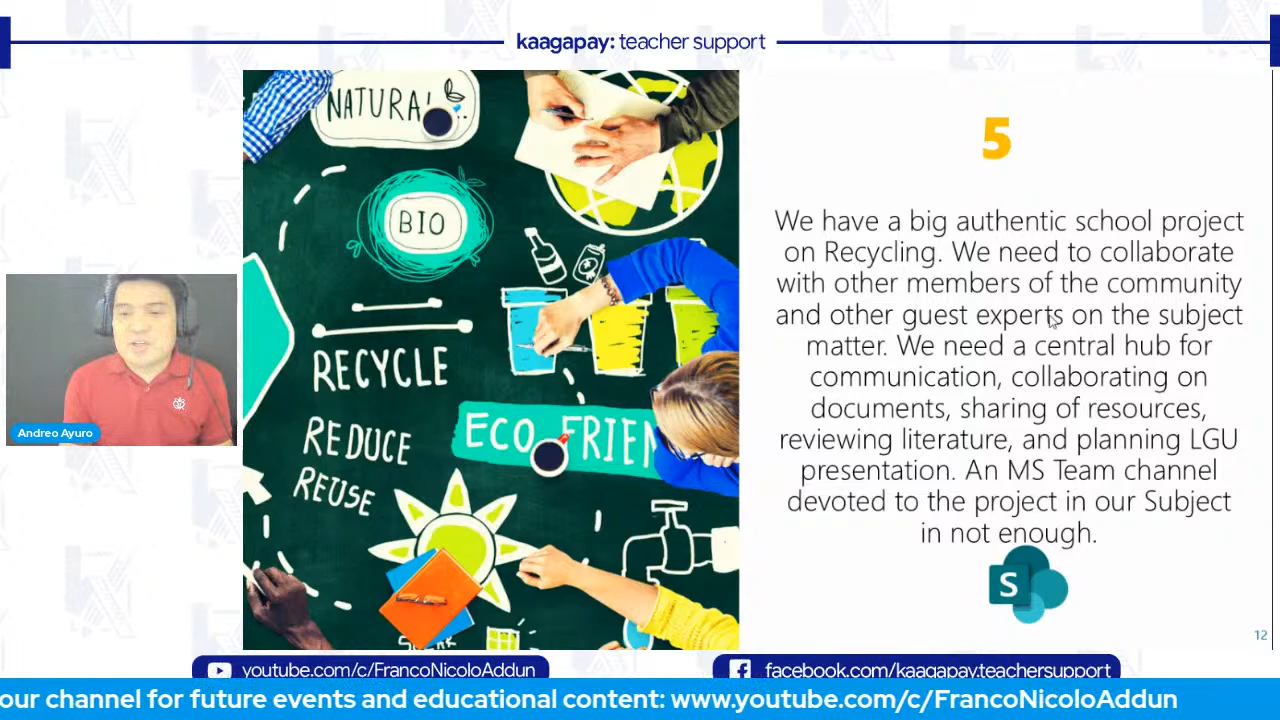 kaagapay: teacher support
NATURAL
BIO
RECYCLE
REDUCE
REUSE
ECO FRIEN
5
We have a big authentic school project
on Recycling. We need to collaborate
with other members of the community
and other guest experts on the subject
matter. We need a central hub for
communication, collaborating on
documents, sharing of resources,
reviewing literature, and planning LGU
presentation. An MS Team channel
devoted to the project in our Subject
in not enough.
S
12
Andreo Ayuro
youtube.com/c/FrancoNicoloAddun
facebook.com/kaagapay.teachersupport
our channel for future events and educational content: www.youtube.com/c/FrancoNicoloAddun